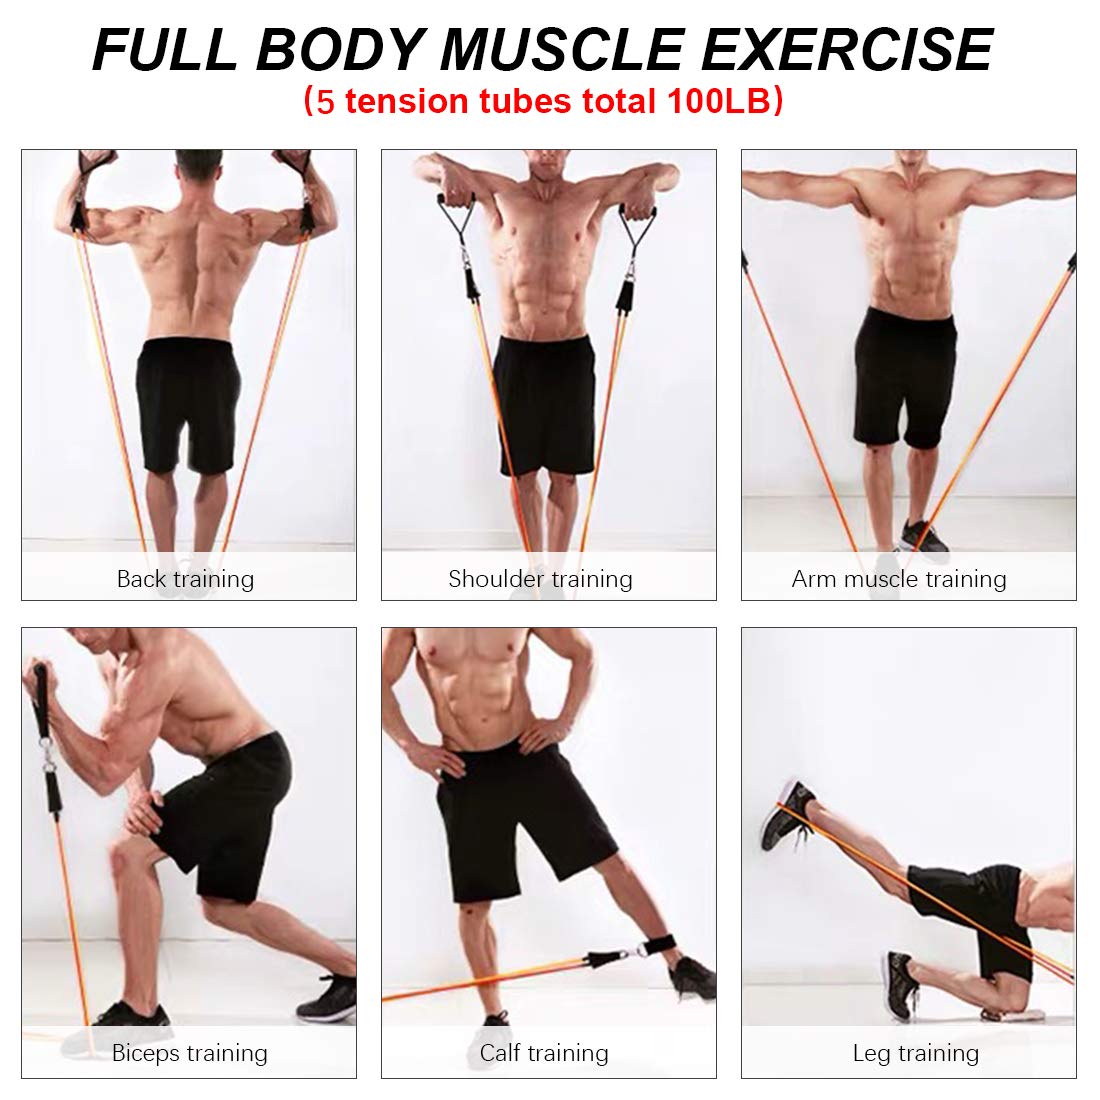 FULL BODY MUSCLE EXERCISE
(5 tension tubes total 100LB)
Back training
Shoulder training
Arm muscle training
Biceps training
Calf training
Leg training